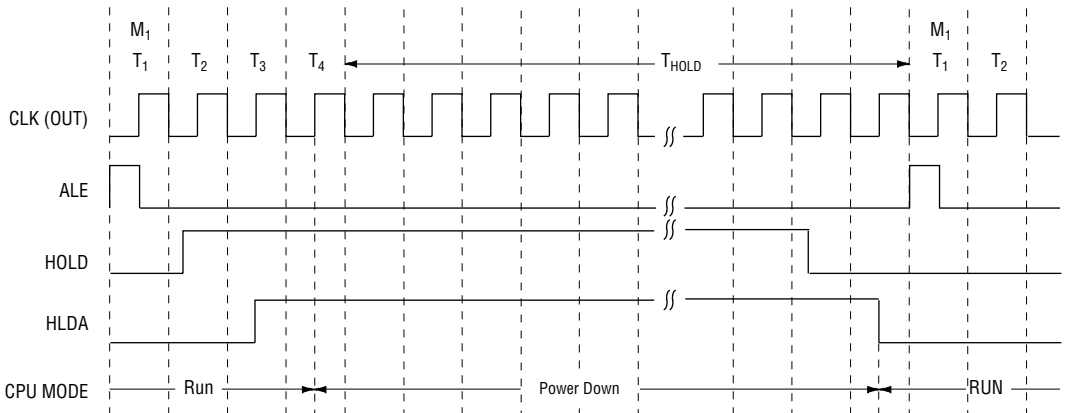 M₁ M₁
T₁ T₂ T₃ T₄ T_HOLD T₁ T₂
CLK (OUT)
ALE
HOLD
HLDA
CPU MODE Run Power Down RUN